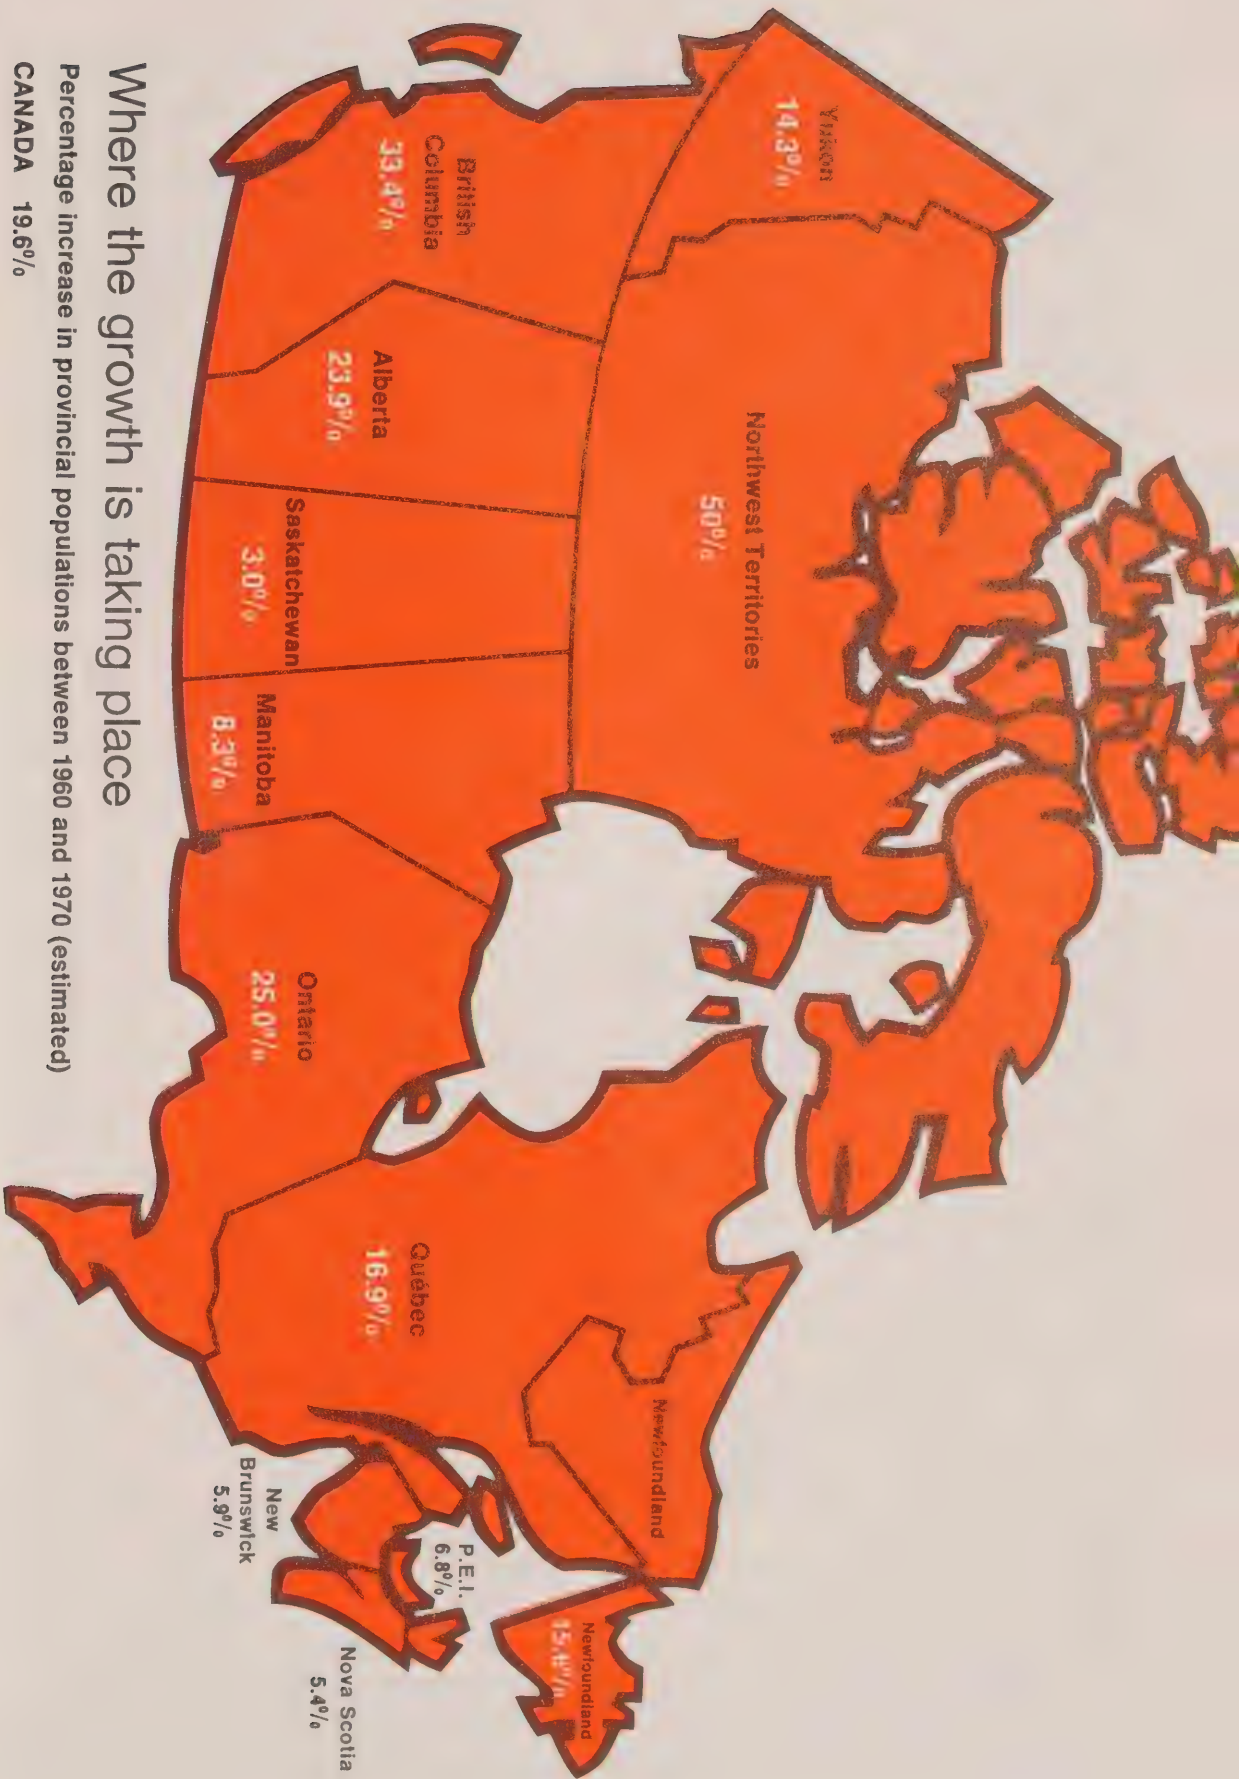 Yukon
14.3%
Northwest Territories
50%
British
Columbia
33.4%
Alberta
23.9%
Saskatchewan
3.0%
Manitoba
8.3%
Ontario
25.0%
Québec
16.9%
Newfoundland
Newfoundland
P.E.I.
6.8%
New
Brunswick
5.9%
Nova Scotia
5.4%
Where the growth is taking place
Percentage increase in provincial populations between 1960 and 1970 (estimated)
CANADA 19.6%